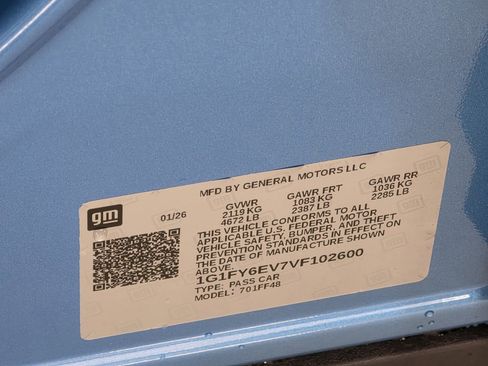 MFD BY GENERAL MOTORS LLC
gm
01/26
GVWR GAWR FRT GAWR RR
2119 KG 1083 KG 1036 KG
4672 LB 2387 LB 2285 LB
THIS VEHICLE CONFORMS TO ALL
APPLICABLE U.S. FEDERAL MOTOR
VEHICLE SAFETY, BUMPER, AND THEFT
PREVENTION STANDARDS IN EFFECT ON
THE DATE OF MANUFACTURE SHOWN
ABOVE.
1G1FY6EV7VF102600
TYPE: PASS CAR
MODEL: 701FF48